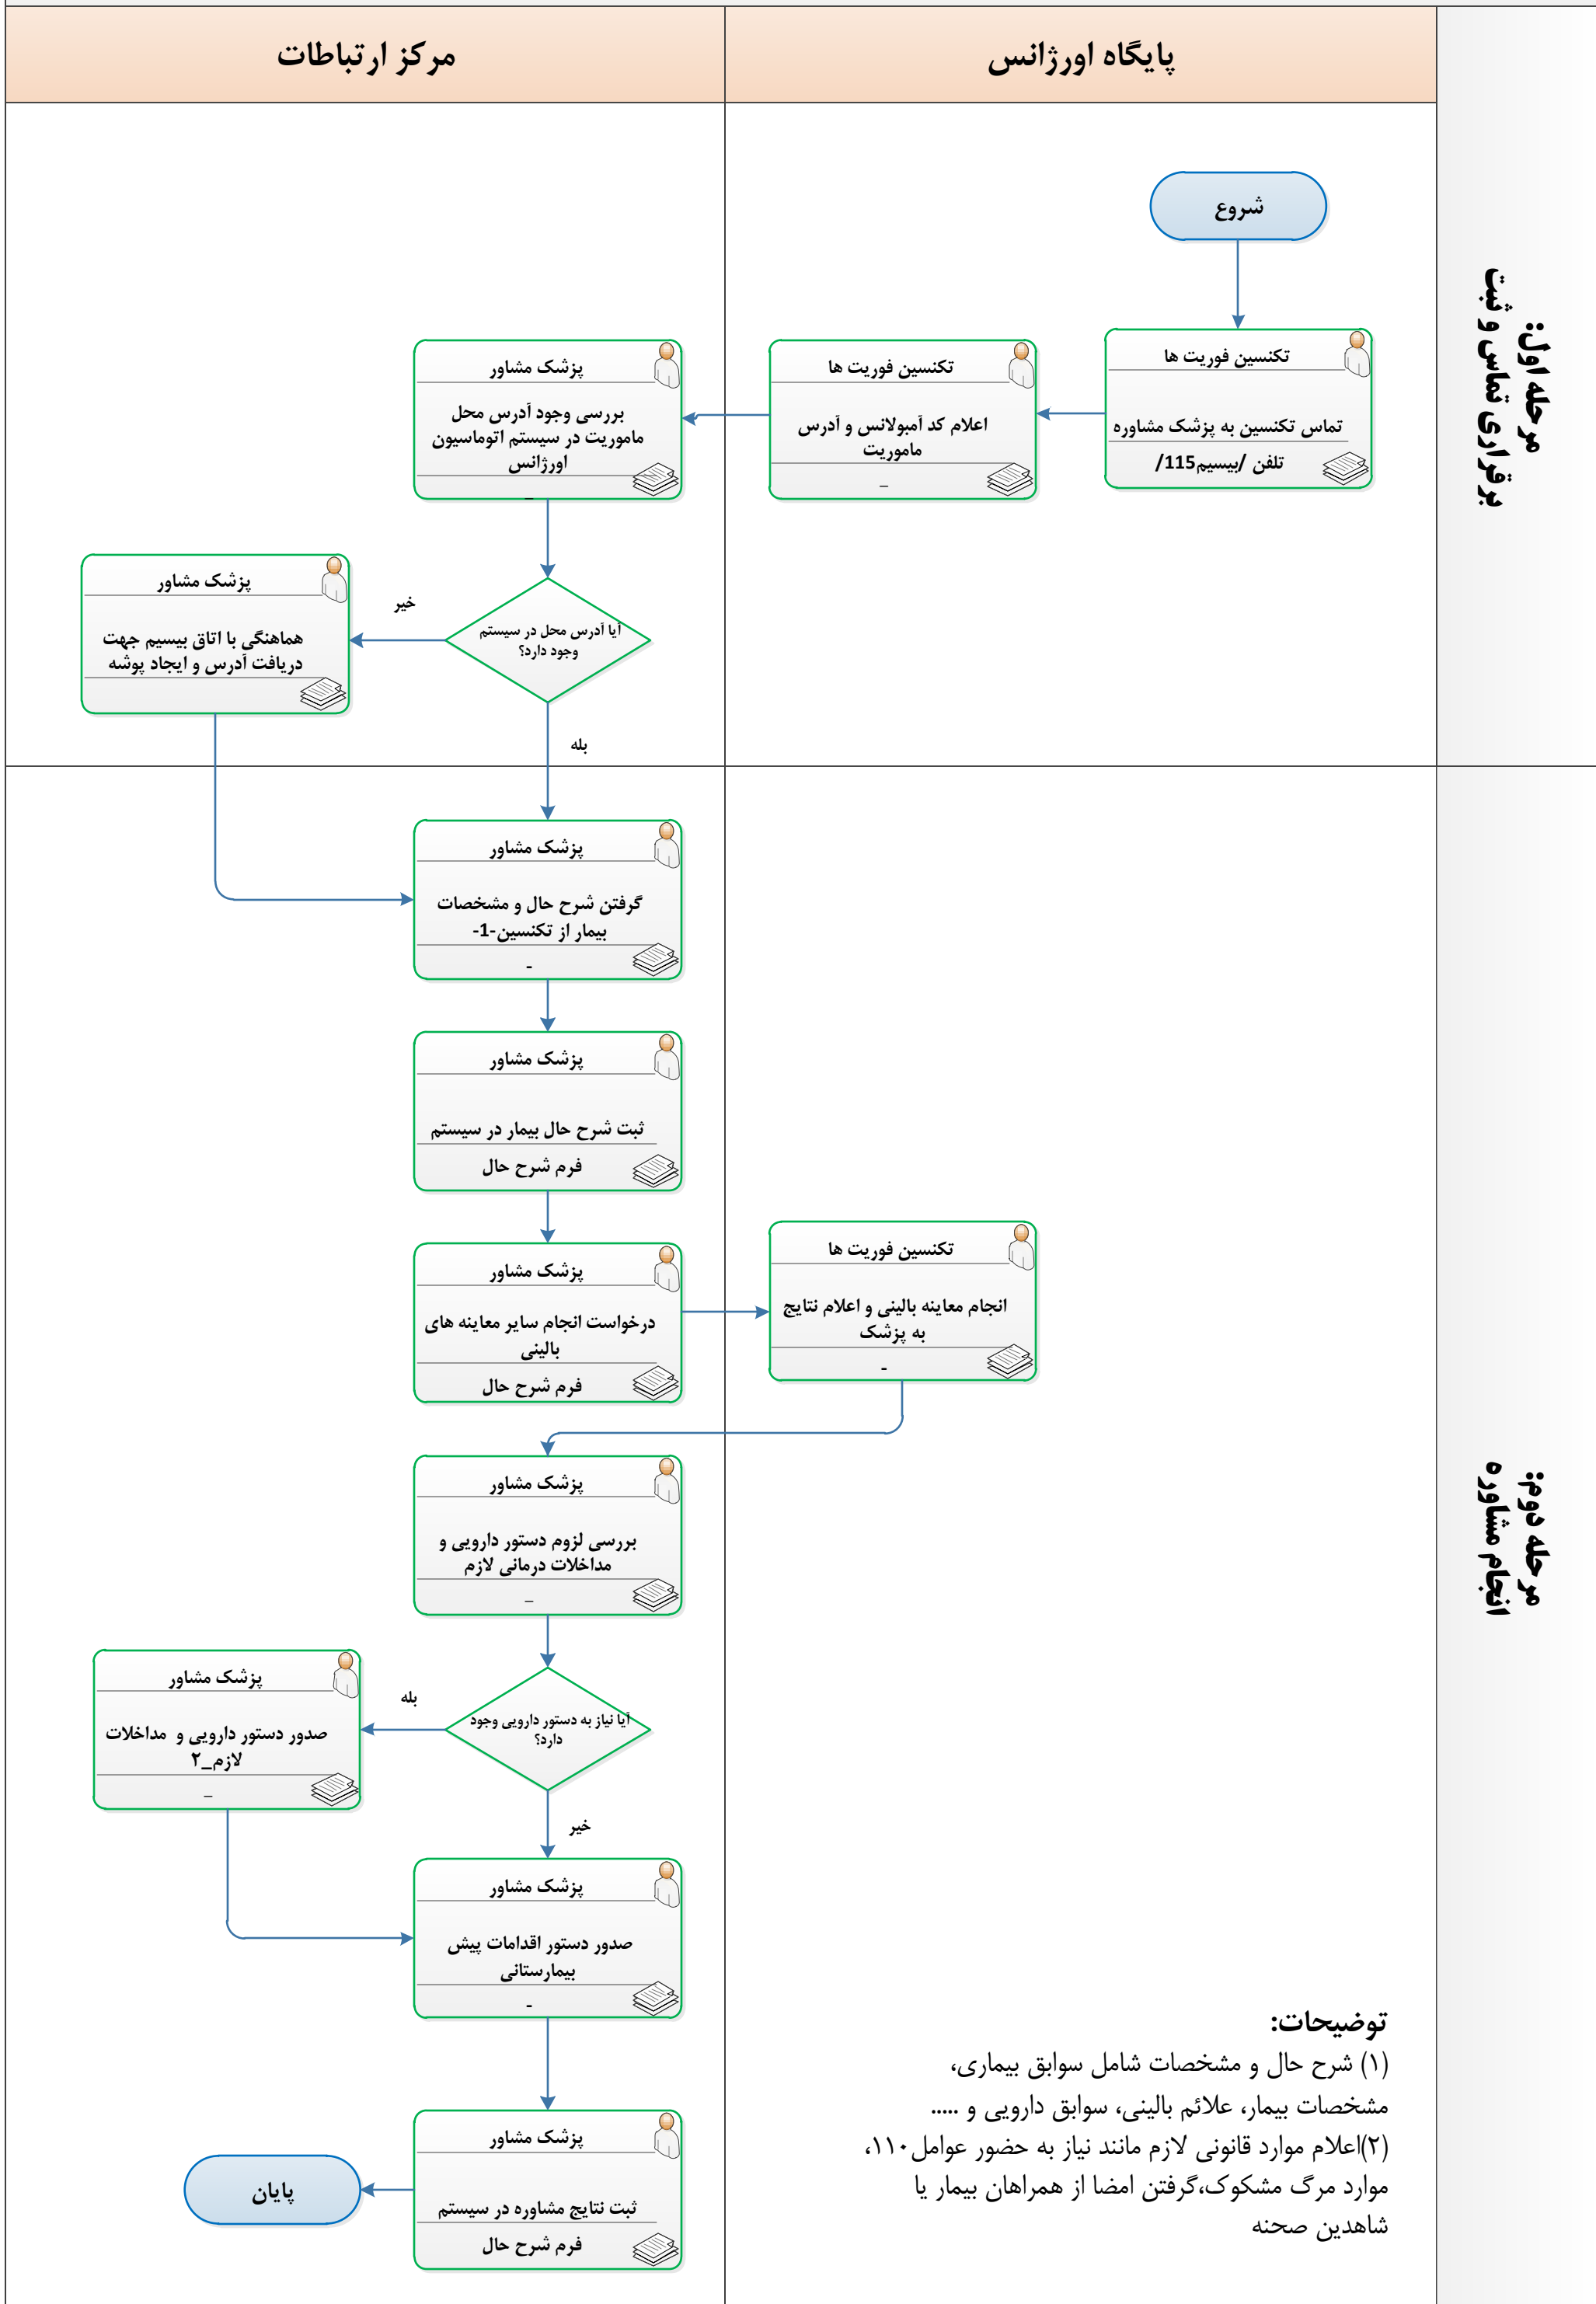 پایگاه اورژانس
مرکز ارتباطات
مرحله اول:
برقراری تماس و ثبت
شروع
تکنسین فوریت ها
تماس تکنسین به پزشک مشاوره
تلفن /بیسیم115/
تکنسین فوریت ها
اعلام کد آمبولانس و آدرس
ماموریت
_
پزشک مشاور
بررسی وجود آدرس محل
ماموریت در سیستم اتوماسیون
اورژانس
_
آیا آدرس محل در سیستم
وجود دارد؟
خیر
پزشک مشاور
هماهنگی با اتاق بیسیم جهت
دریافت آدرس و ایجاد پوشه
بله
مرحله دوم:
انجام مشاوره
پزشک مشاور
گرفتن شرح حال و مشخصات
بیمار از تکنسین-1-
-
پزشک مشاور
ثبت شرح حال بیمار در سیستم
فرم شرح حال
پزشک مشاور
درخواست انجام سایر معاینه های
بالینی
فرم شرح حال
تکنسین فوریت ها
انجام معاینه بالینی و اعلام نتایج
به پزشک
-
پزشک مشاور
بررسی لزوم دستور دارویی و
مداخلات درمانی لازم
_
آیا نیاز به دستور دارویی وجود
دارد؟
بله
پزشک مشاور
صدور دستور دارویی و مداخلات
لازم_۲
_
خیر
پزشک مشاور
صدور دستور اقدامات پیش
بیمارستانی
-
پزشک مشاور
ثبت نتایج مشاوره در سیستم
فرم شرح حال
پایان
توضیحات:
(۱) شرح حال و مشخصات شامل سوابق بیماری،
مشخصات بیمار، علائم بالینی، سوابق دارویی و .....
(۲)اعلام موارد قانونی لازم مانند نیاز به حضور عوامل۱۱۰،
موارد مرگ مشکوک،گرفتن امضا از همراهان بیمار یا
شاهدین صحنه